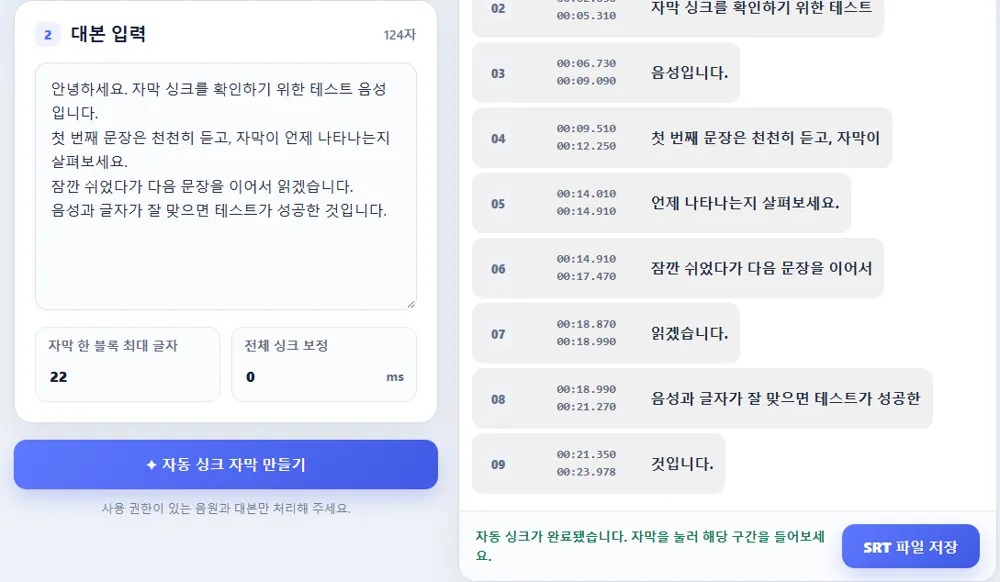 2 대본 입력 124자
안녕하세요. 자막 싱크를 확인하기 위한 테스트 음성
입니다.
첫 번째 문장은 천천히 듣고, 자막이 언제 나타나는지
살펴보세요.
잠깐 쉬었다가 다음 문장을 이어서 읽겠습니다.
음성과 글자가 잘 맞으면 테스트가 성공한 것입니다.
자막 한 블록 최대 글자
22
전체 싱크 보정
0 ms
✦ 자동 싱크 자막 만들기
사용 권한이 있는 음원과 대본만 처리해 주세요.
02
00:05.310
자막 싱크를 확인하기 위한 테스트
03
00:06.730
00:09.090
음성입니다.
04
00:09.510
00:12.250
첫 번째 문장은 천천히 듣고, 자막이
05
00:14.010
00:14.910
언제 나타나는지 살펴보세요.
06
00:14.910
00:17.470
잠깐 쉬었다가 다음 문장을 이어서
07
00:18.870
00:18.990
읽겠습니다.
08
00:18.990
00:21.270
음성과 글자가 잘 맞으면 테스트가 성공한
09
00:21.350
00:23.978
것입니다.
자동 싱크가 완료됐습니다. 자막을 눌러 해당 구간을 들어보세
요.
SRT 파일 저장